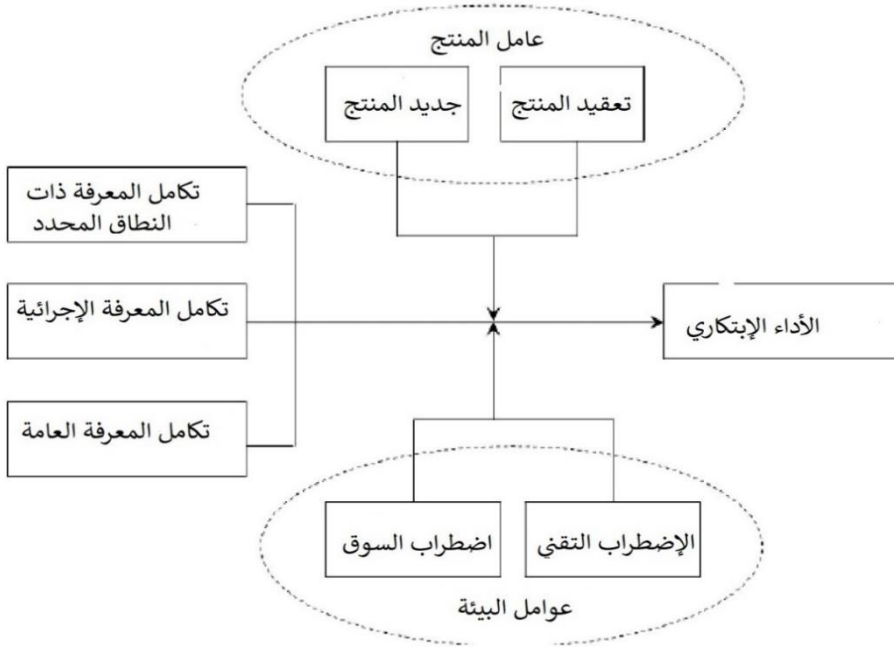 عامل المنتج
تعقيد المنتج
جديد المنتج
تكامل المعرفة ذات
النطاق المحدد
تكامل المعرفة الإجرائية
الأداء الإبتكاري
تكامل المعرفة العامة
الإضطراب التقني
اضطراب السوق
عوامل البيئة